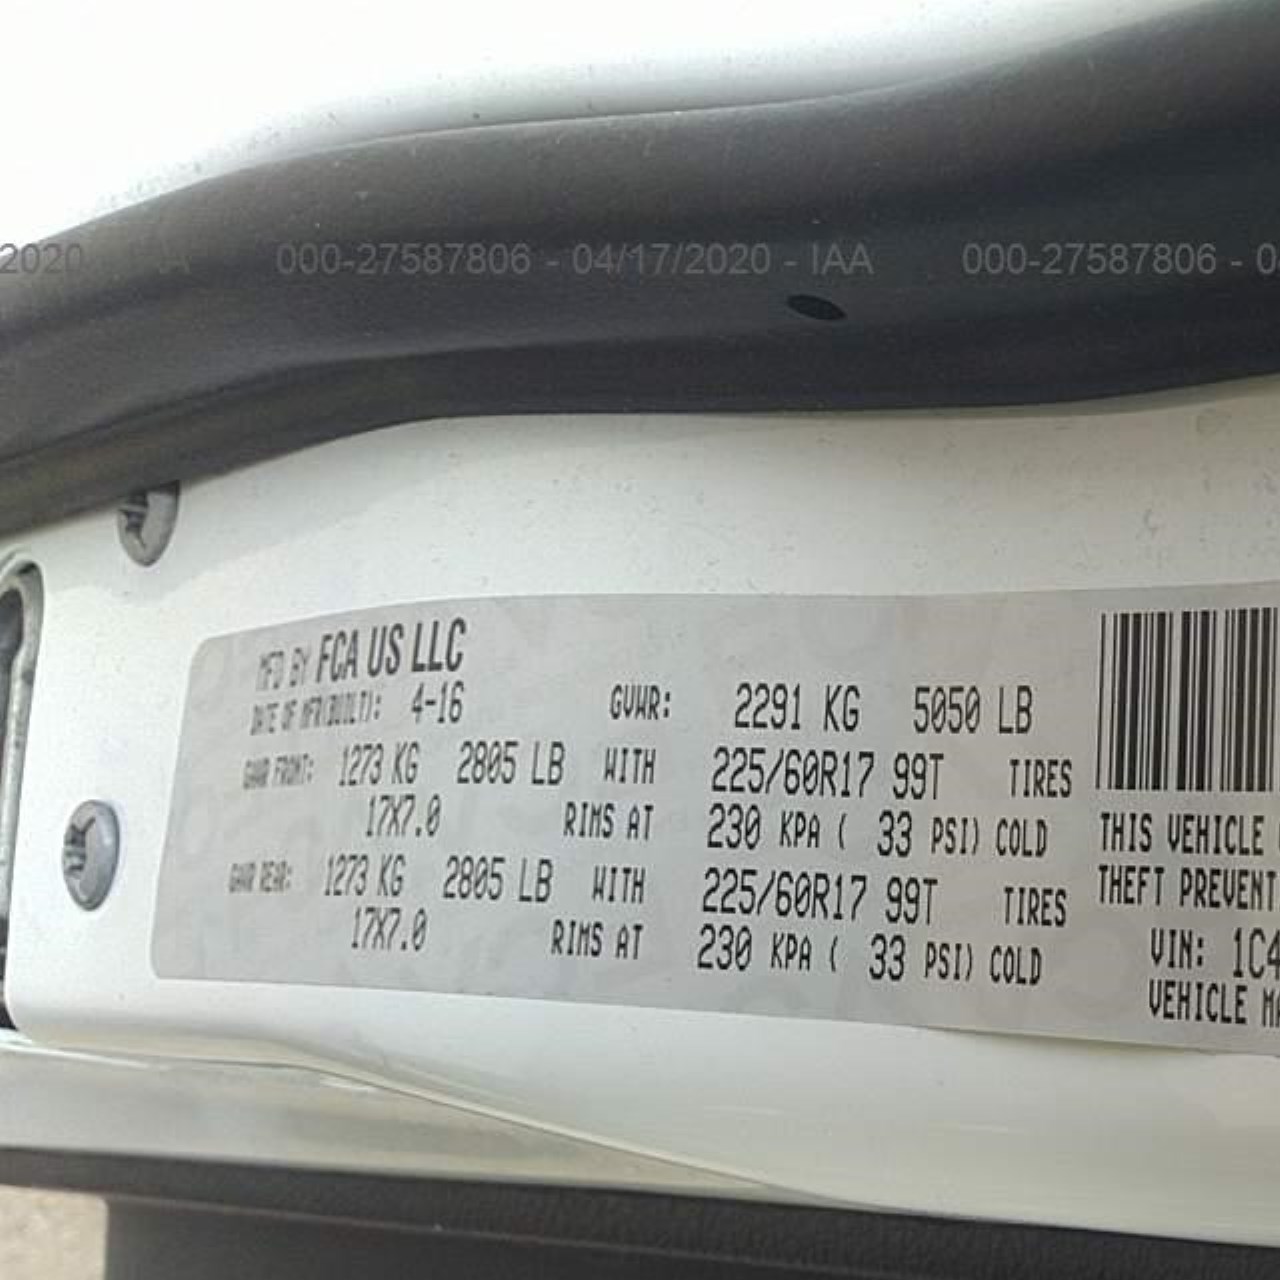 2020 - IAA 000-27587806 - 04/17/2020 - IAA 000-27587806 - 0
MFD BY FCA US LLC
DATE OF MFR(BUILT): 4-16 GVWR: 2291 KG 5050 LB
GAWR FRONT: 1273 KG 2805 LB WITH 225/60R17 99T TIRES
17X7.0 RIMS AT 230 KPA ( 33 PSI) COLD
GAWR REAR: 1273 KG 2805 LB WITH 225/60R17 99T TIRES
17X7.0 RIMS AT 230 KPA ( 33 PSI) COLD
THIS VEHICLE
THEFT PREVENT
VIN: 1C4
VEHICLE MA